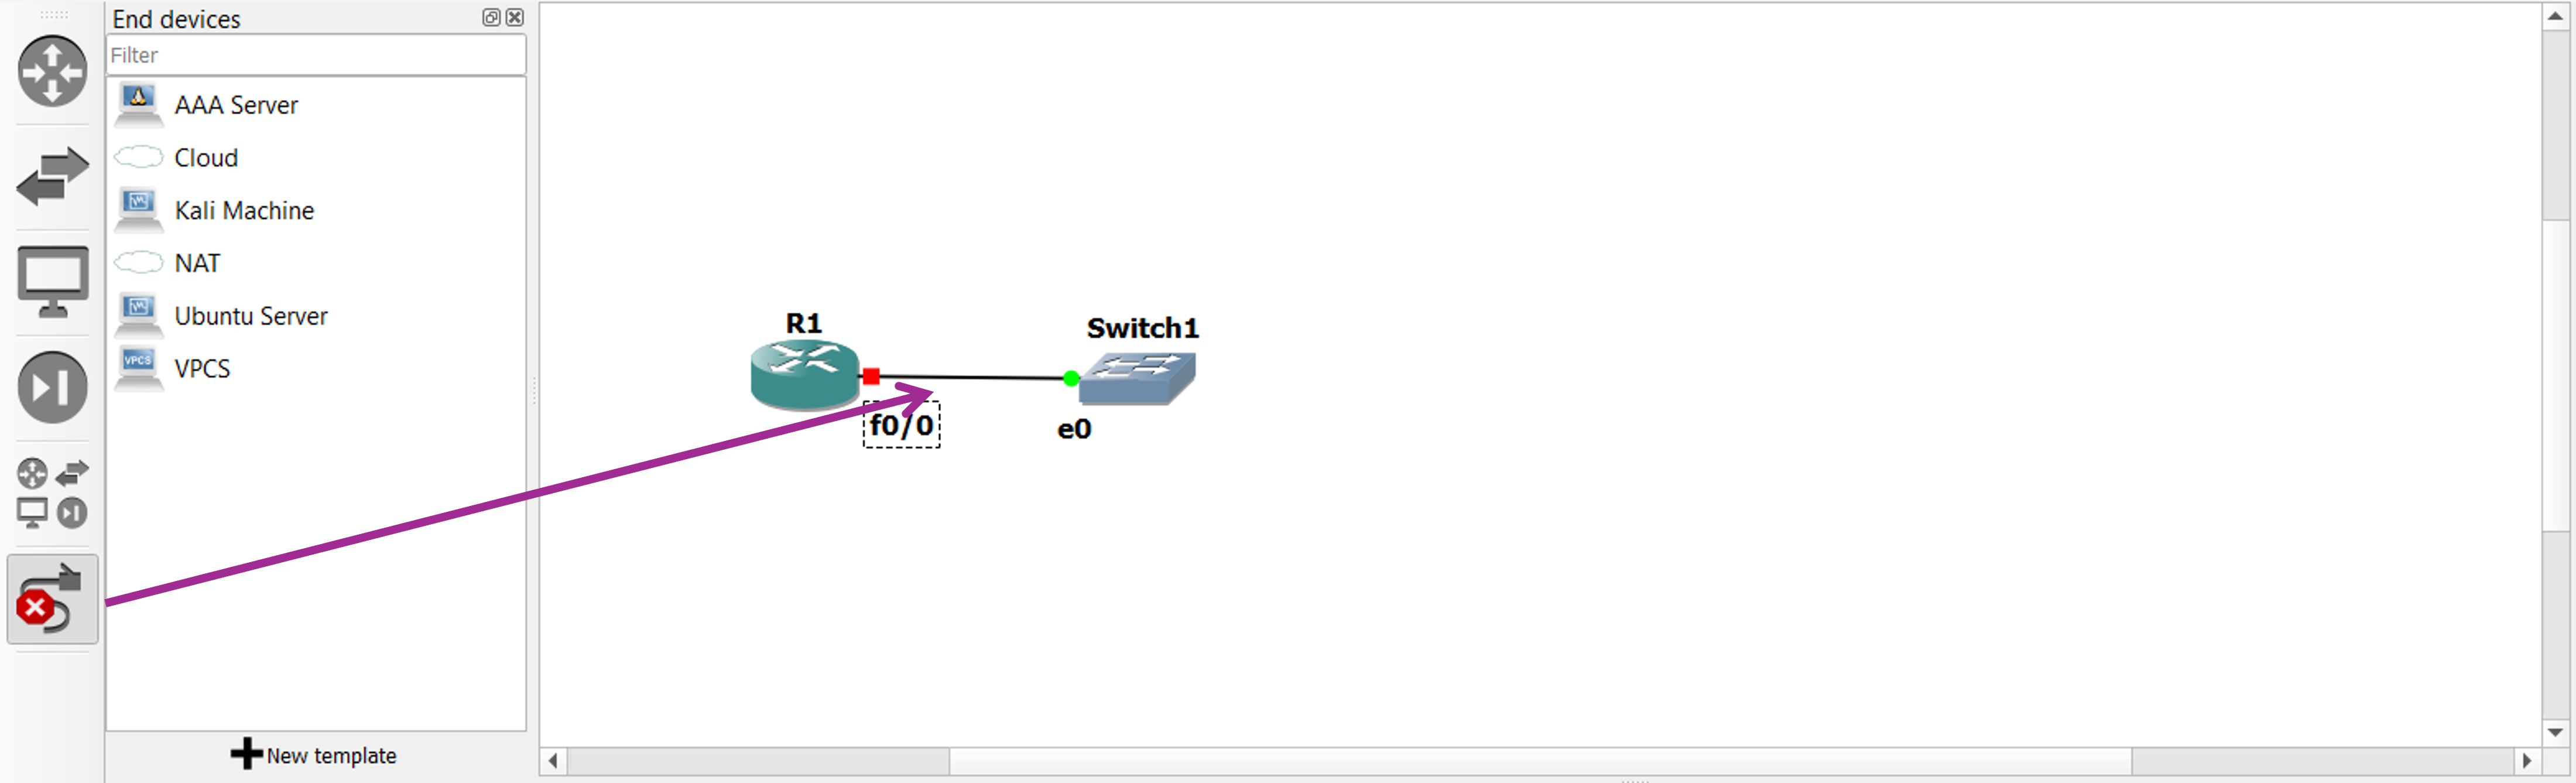 End devices
Filter
AAA Server
Cloud
Kali Machine
NAT
Ubuntu Server
VPCS
VPCS
New template
R1
f0/0
Switch1
e0